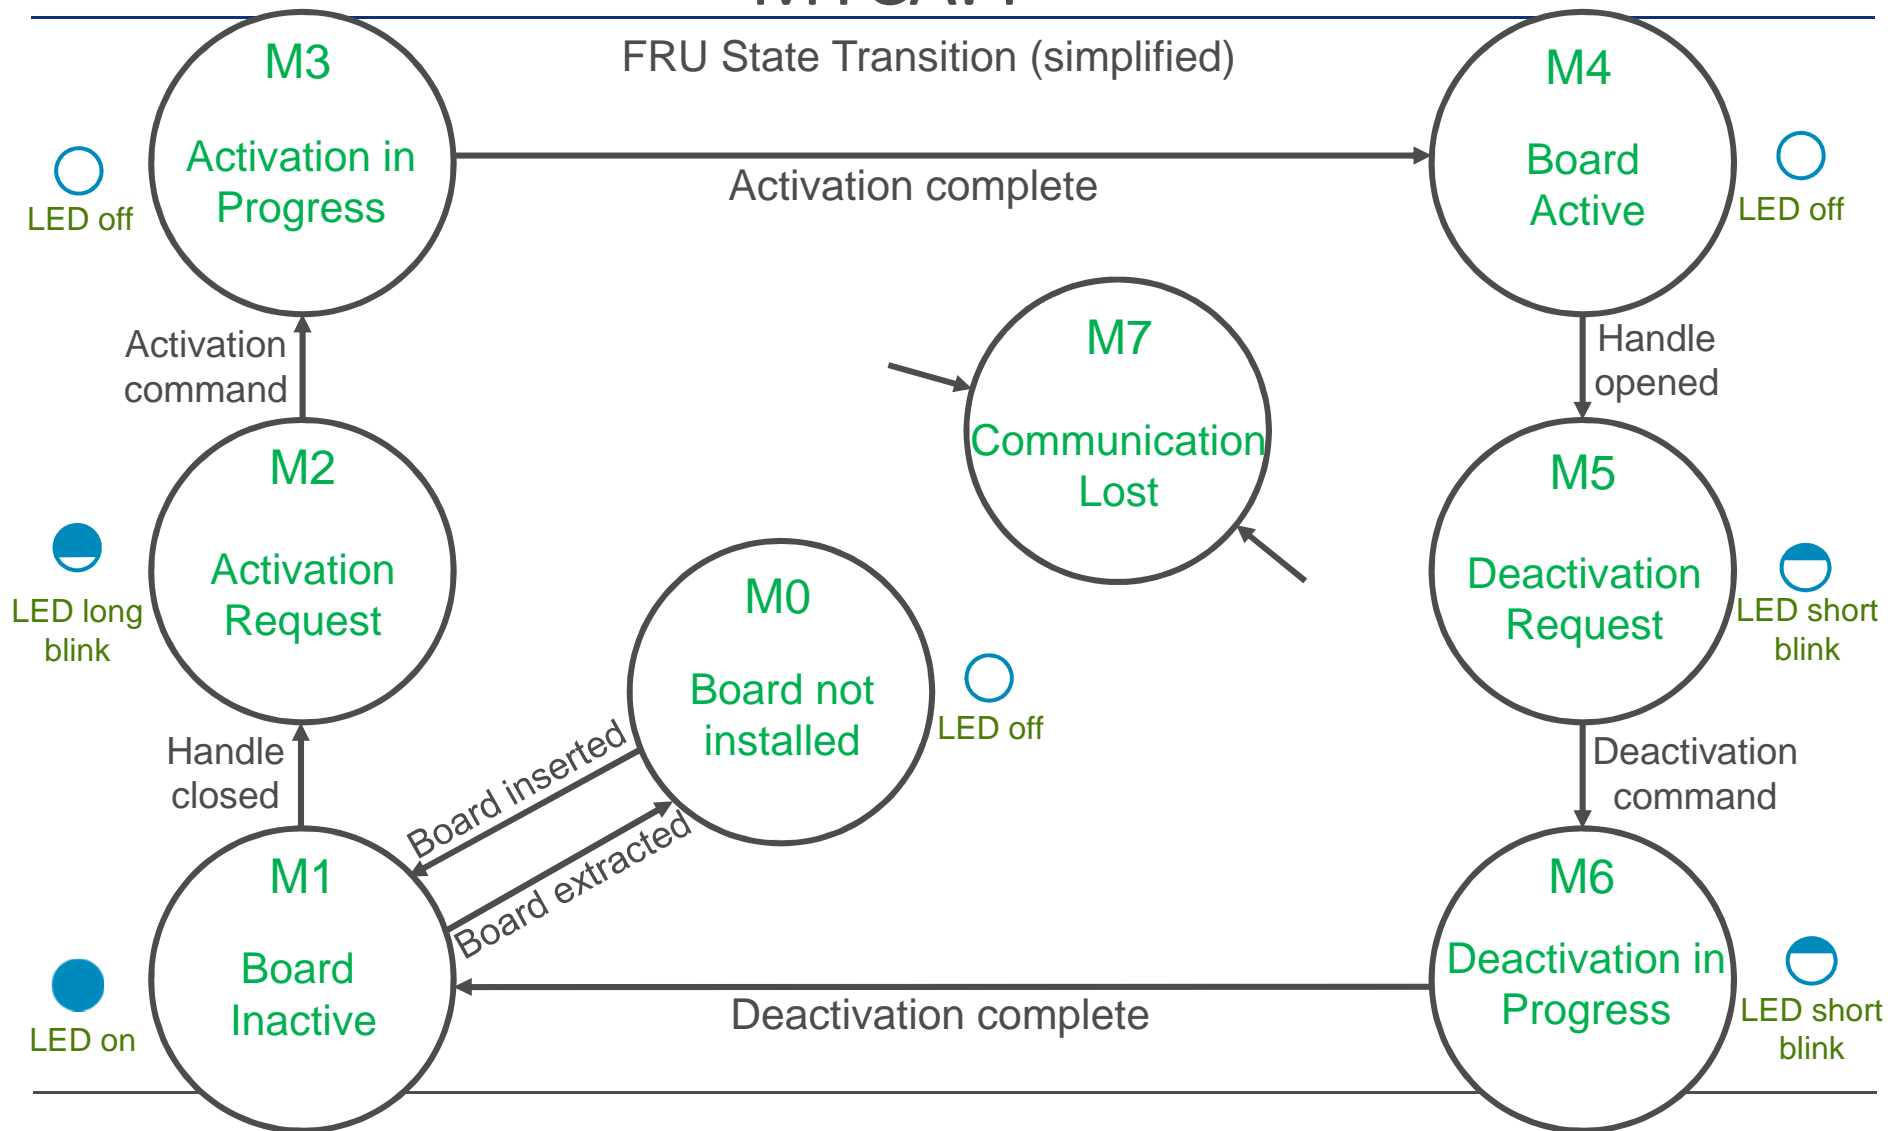 FRU State Transition (simplified)
M3
Activation in
Progress
LED off
Activation complete
M4
Board
Active
LED off
Activation
command
Handle
opened
M7
Communication
Lost
M2
Activation
Request
LED long
blink
M5
Deactivation
Request
LED short
blink
M0
Board not
installed
LED off
Handle
closed
Board inserted
Board extracted
Deactivation
command
M1
Board
Inactive
LED on
Deactivation complete
M6
Deactivation in
Progress
LED short
blink